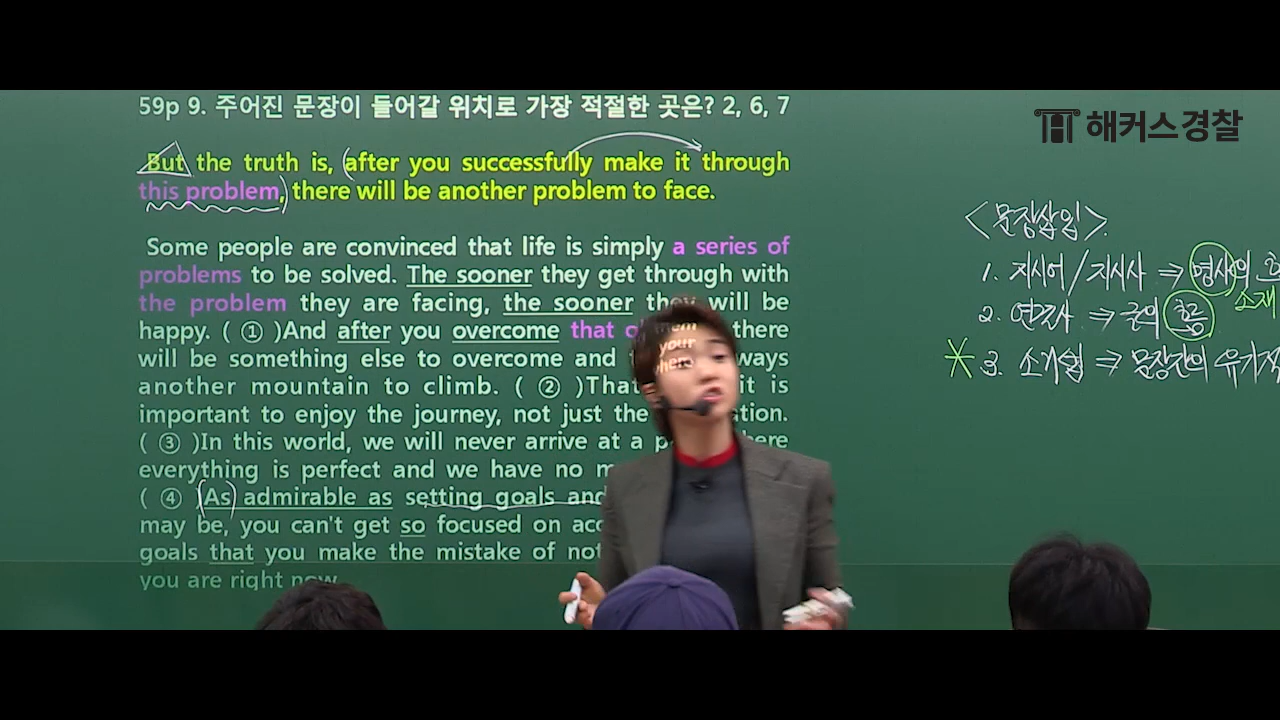 59p 9. 주어진 문장이 들어갈 위치로 가장 적절한 곳은? 2, 6, 7
해커스경찰
But the truth is, after you successfully make it through
this problem, there will be another problem to face.
Some people are convinced that life is simply a series of
problems to be solved. The sooner they get through with
the problem they are facing, the sooner they will be
happy. ( ① )And after you overcome that there
will be something else to overcome and
another mountain to climb. ( ② )That it is
important to enjoy the journey, not just the
( ③ )In this world, we will never arrive at a
everything is perfect and we have no
( ④ )As admirable as setting goals and
may be, you can't get so focused on
goals that you make the mistake of
you are right now.
<문장삽입>
1. 지시어/지시사 ⇒ 명사의
소재
2. 연결사 ⇒ 글의 흐름
3. ⇒ 문장간의